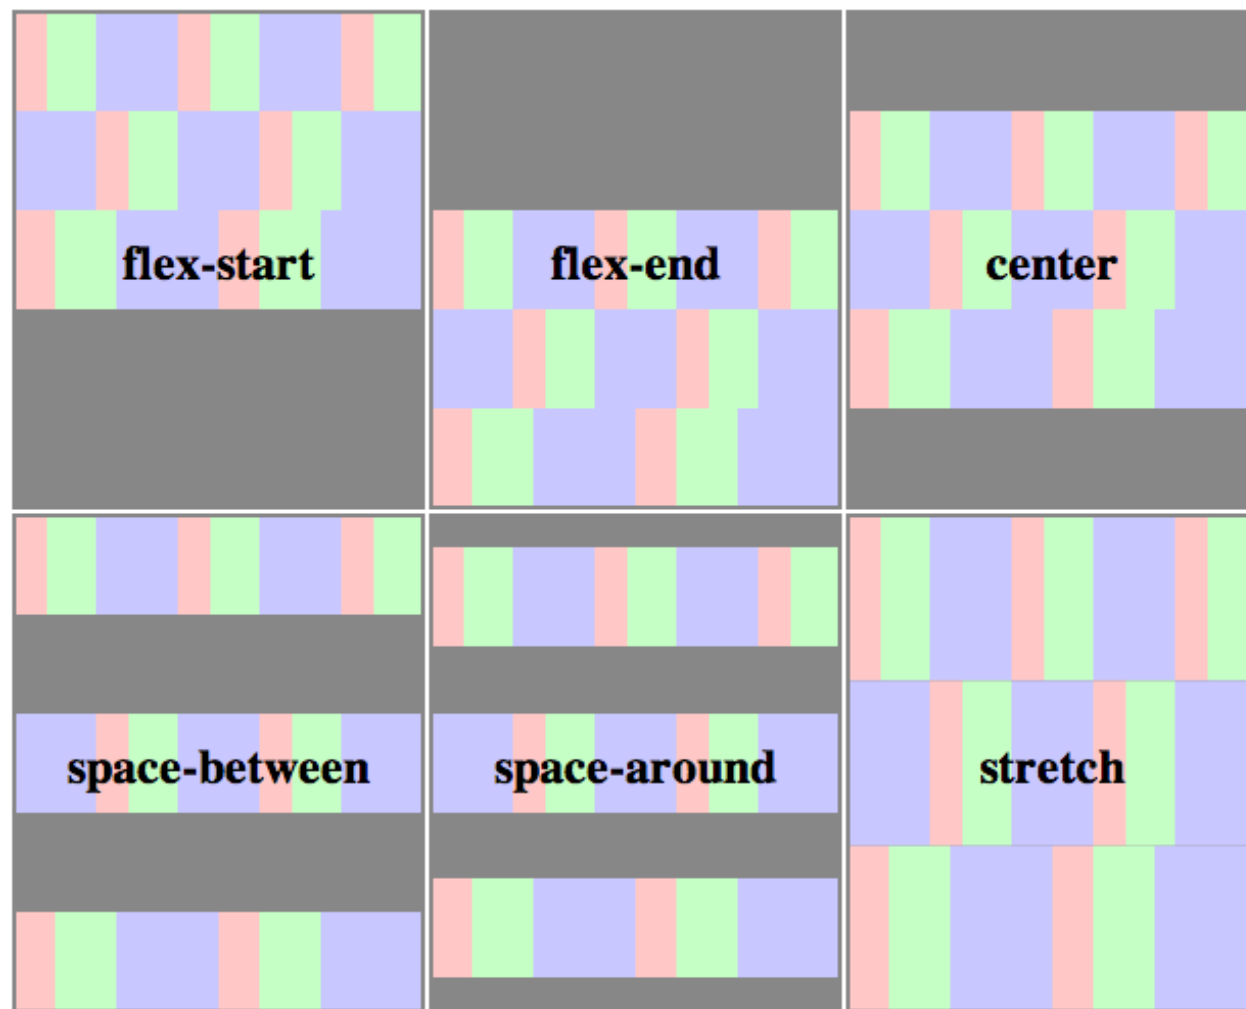 flex-start
flex-end
center
space-between
space-around
stretch